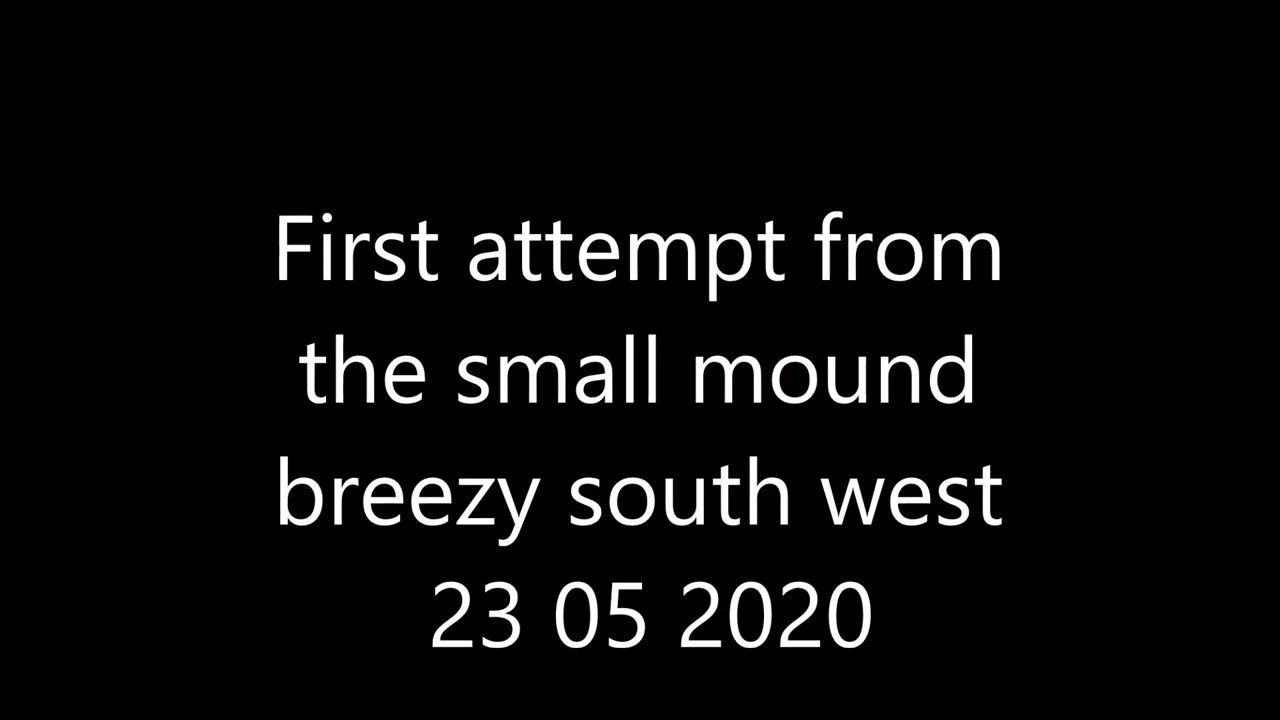 First attempt from
the small mound
breezy south west
23 05 2020